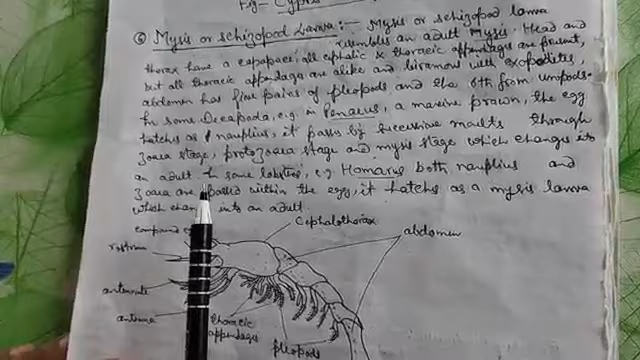 Fig- Cypris
⑥ Mysis or schizopod Larva :- Mysis or schizopod larva
resembles an adult Mysis. Head and
thorax have a carapace; all cephalic & thoracic appendages are present,
but all thoracic appendages are alike and biramous with exopodites,
abdomen has five pairs of pleopods and the 6th from uropods.
In some Decapoda, e.g. in Penaeus, a marine prawn, the egg
hatches as nauplius, it pass by successive moults through
zoaea stage, protozoaea stage and mysis stage which changes into
an adult. In some lobster, e.g. Homarus both nauplius and
zoaea are passed within the egg, it hatches as a mysis larva
which into an adult.
compound
Cephalothorax
abdomen
rostrum
antennule
antenna
thoracic
appendages
pleopods